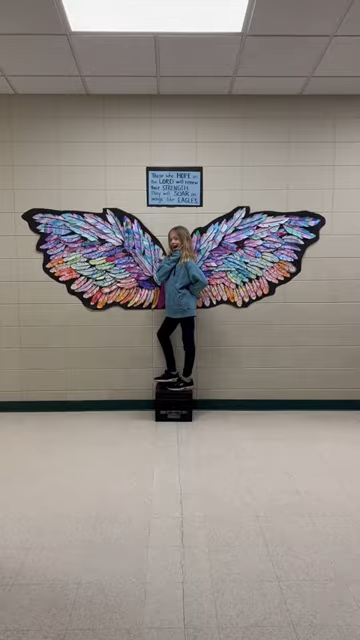 Those who HOPE in
the LORD will renew
their STRENGTH
They will SOAR on
wings like EAGLES